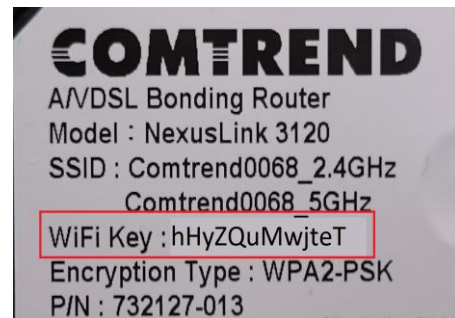 COMTREND
A/VDSL Bonding Router
Model : NexusLink 3120
SSID : Comtrend0068_2.4GHz
Comtrend0068_5GHz
WiFi Key : hHyZQuMwjteT
Encryption Type : WPA2-PSK
P/N : 732127-013